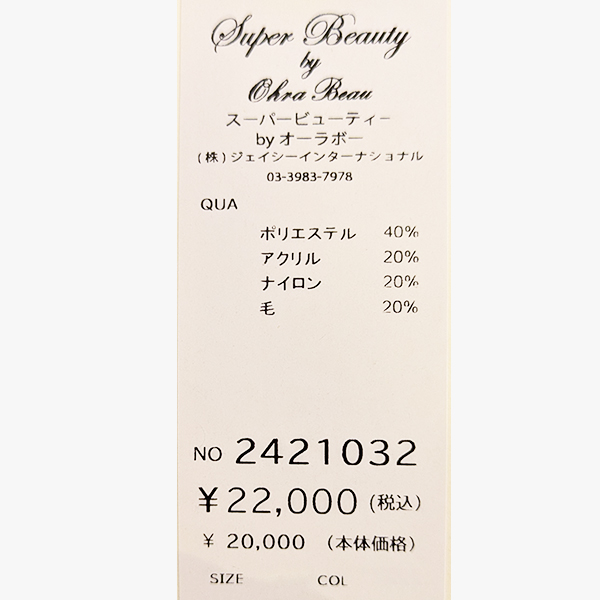 Super Beauty
by
Ohra Beau
スーパービューティー
by オーラボー
(株)ジェイシーインターナショナル
03-3983-7978
QUA
ポリエステル 40%
アクリル 20%
ナイロン 20%
毛 20%
NO 2421032
¥22,000 (税込)
¥ 20,000 (本体価格)
SIZE COL